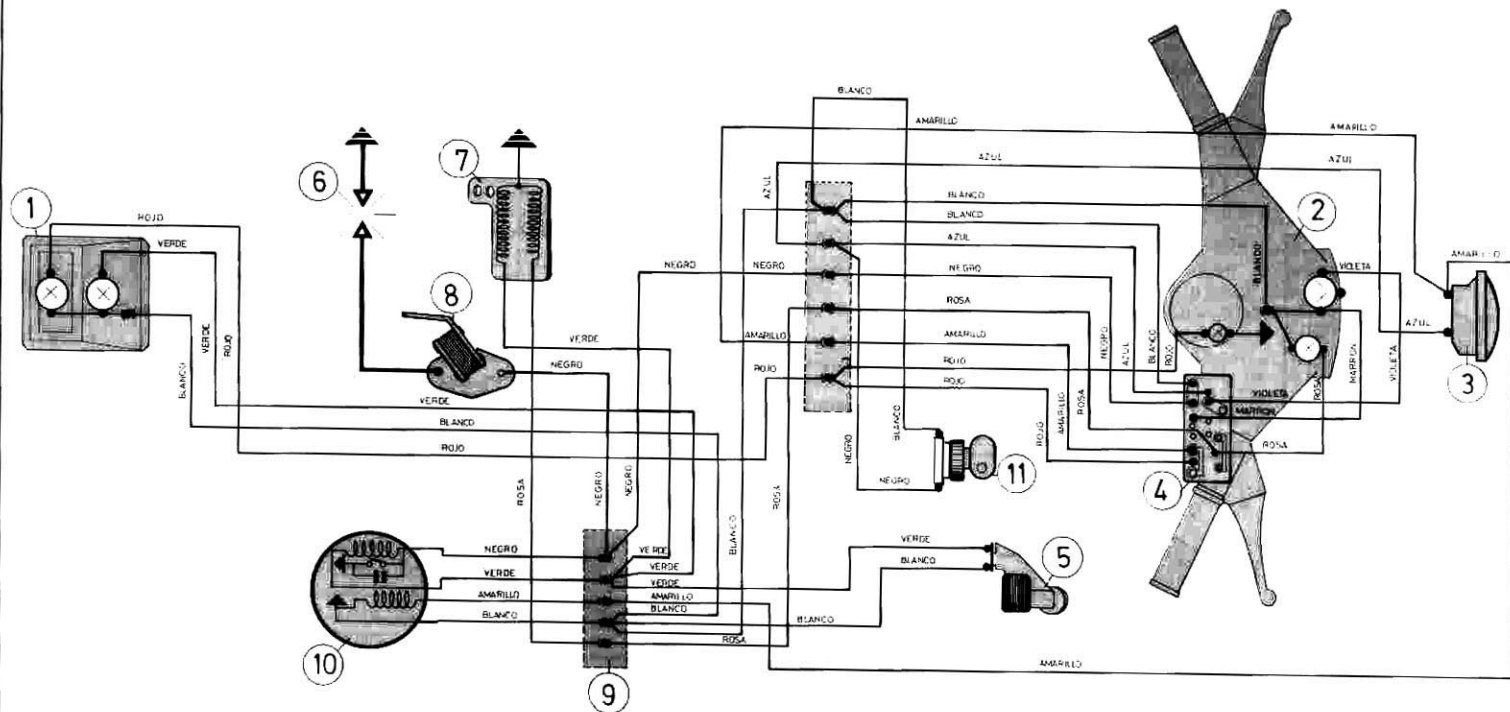 BLANCO
AMARILLO
AMARILLO
7
6
AZUL
AZUL
AZUL
1
ROJO
VERDE
BLANCO
BLANCO
2
AZUL
NEGRO
NEGRO
NEGRO
BLANCO
VIOLETA
AMARILLO
8
ROSA
VERDE
ROJO
VERDE
AMARILLO
AMARILLO
NEGRO
AZUL
BLANCO
ROJO
MARRON
VIOLETA
AZUL
3
NEGRO
ROJO
ROJO
ROJO
ROSA
BLANCO
VERDE
BLANCO
ROJO
BLANCO
NEGRO
NEGRO
11
ROJO
AMARILLO
ROSA
VIOLETA
MARRON
ROSA
4
ROSA
NEGRO
NEGRO
BLANCO
ROSA
NEGRO
VERDE
VERDE
VERDE
VERDE
VERDE
BLANCO
5
AMARILLO
AMARILLO
BLANCO
BLANCO
BLANCO
ROSA
10
9
AMARILLO